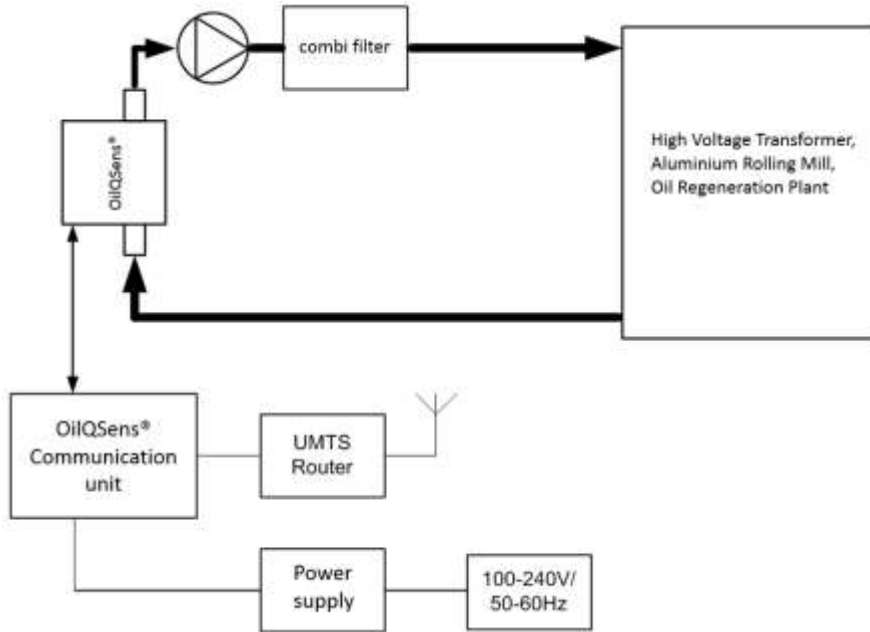 combi filter
High Voltage Transformer,
Aluminium Rolling Mill,
Oil Regeneration Plant
OilQSens®
OilQSens®
Communication
unit
UMTS
Router
Power
supply
100-240V/
50-60Hz